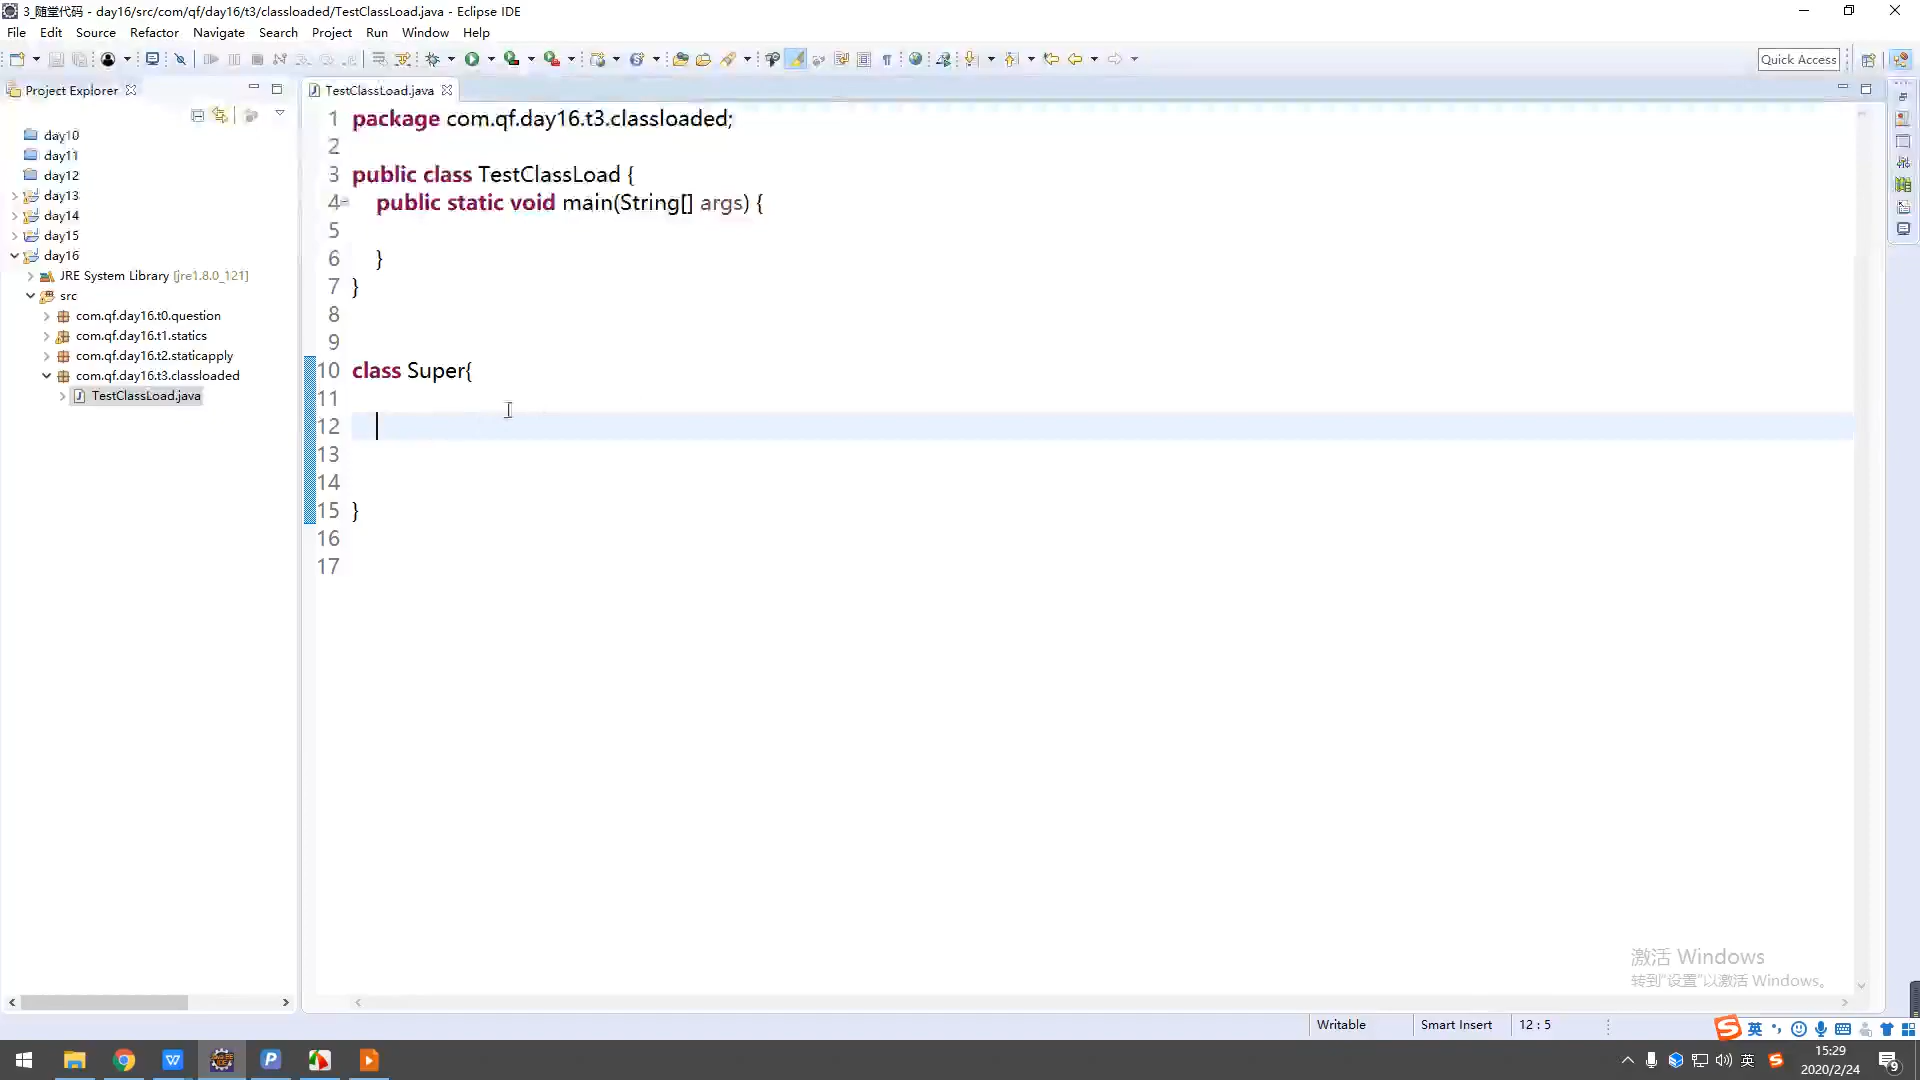 3_随堂代码 - day16/src/com/qf/day16/t3/classloaded/TestClassLoad.java - Eclipse IDE
File Edit Source Refactor Navigate Search Project Run Window Help
Quick Access
Project Explorer
day10
day11
day12
day13
day14
day15
day16
JRE System Library [jre1.8.0_121]
src
com.qf.day16.t0.question
com.qf.day16.t1.statics
com.qf.day16.t2.staticapply
com.qf.day16.t3.classloaded
TestClassLoad.java
TestClassLoad.java
1 package com.qf.day16.t3.classloaded;
2
3 public class TestClassLoad {
4 public static void main(String[] args) {
5
6 }
7 }
8
9
10 class Super{
11
12
13
14
15 }
16
17
激活 Windows
转到"设置"以激活 Windows。
Writable Smart Insert 12 : 5
英
英
15:29
2020/2/24
9